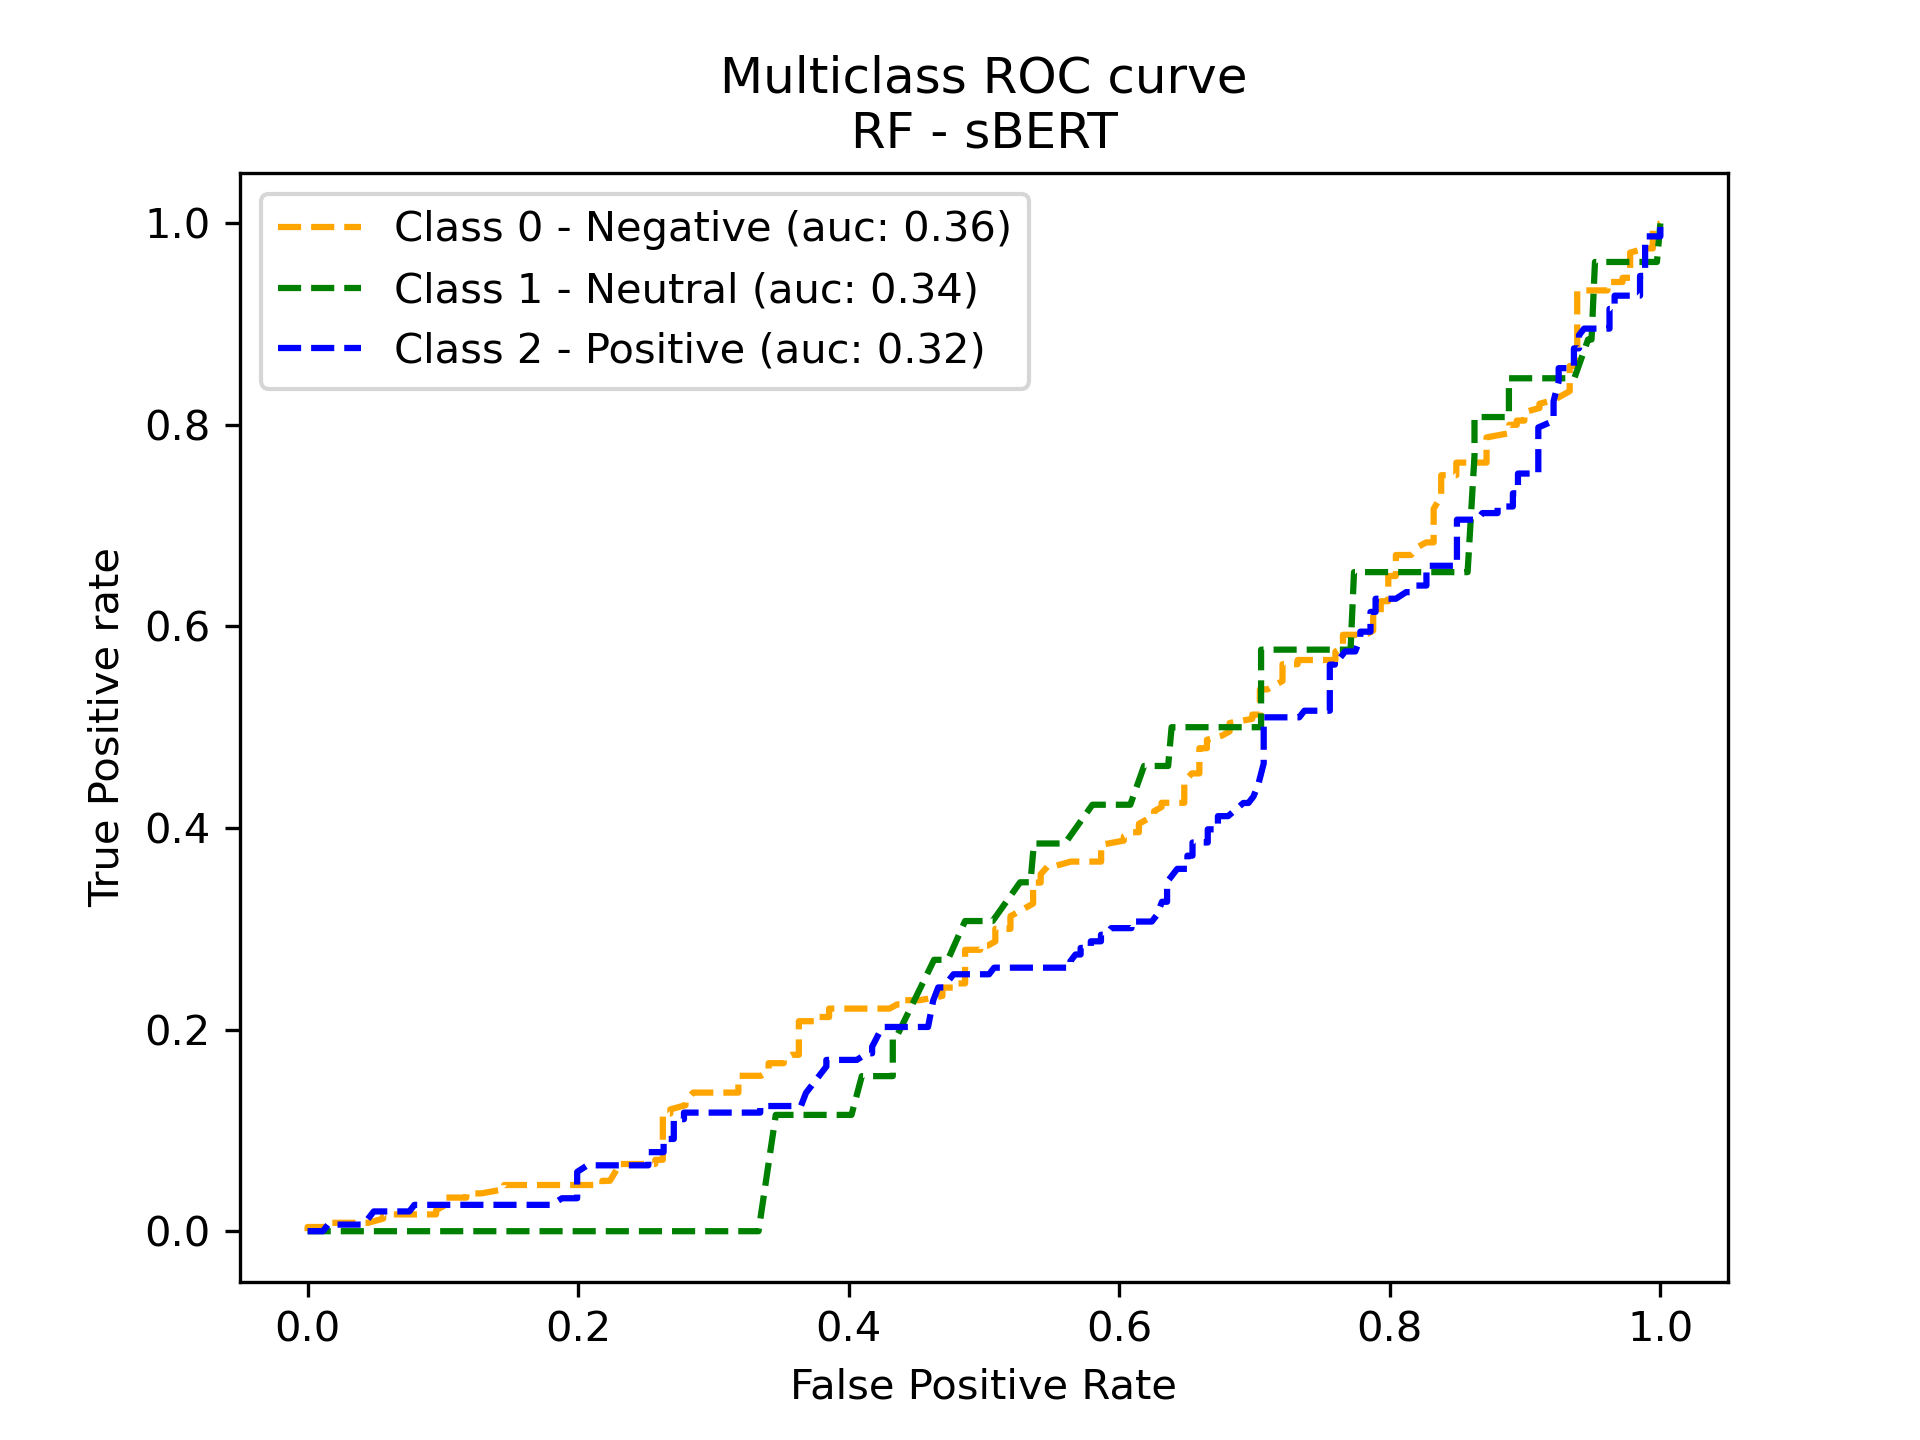 Multiclass ROC curve
RF - sBERT
Class 0 - Negative (auc: 0.36)
Class 1 - Neutral (auc: 0.34)
Class 2 - Positive (auc: 0.32)
True Positive rate
1.0
0.8
0.6
0.4
0.2
0.0
0.0 0.2 0.4 0.6 0.8 1.0
False Positive Rate